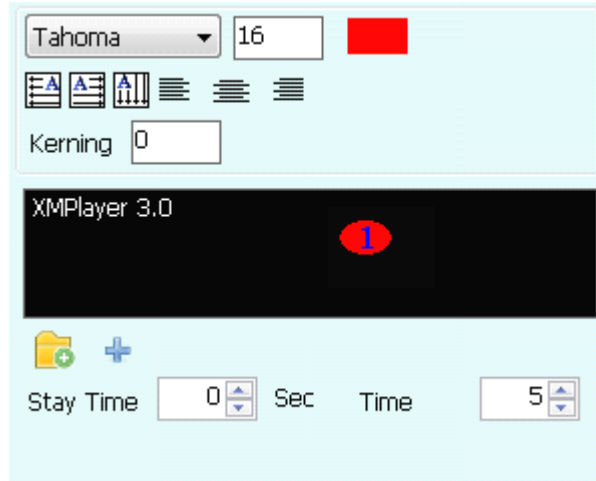 Tahoma 16
A A A
Kerning 0
XMPlayer 3.0
1
Stay Time 0 Sec Time 5